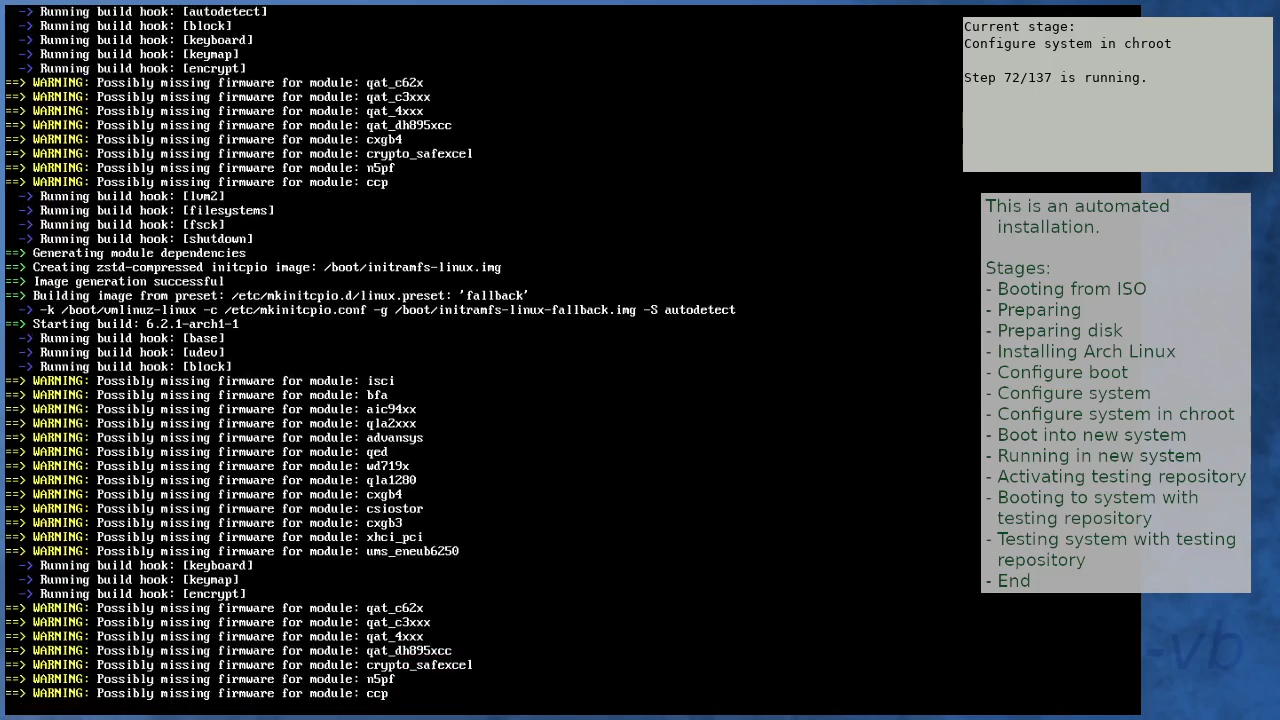 -> Running build hook: [autodetect]
-> Running build hook: [block]
-> Running build hook: [keyboard]
-> Running build hook: [keymap]
-> Running build hook: [encrypt]
==> WARNING: Possibly missing firmware for module: qat_c62x
==> WARNING: Possibly missing firmware for module: qat_c3xxx
==> WARNING: Possibly missing firmware for module: qat_4xxx
==> WARNING: Possibly missing firmware for module: qat_dh895xcc
==> WARNING: Possibly missing firmware for module: cxgb4
==> WARNING: Possibly missing firmware for module: crypto_safexcel
==> WARNING: Possibly missing firmware for module: n5pf
==> WARNING: Possibly missing firmware for module: ccp
-> Running build hook: [lvm2]
-> Running build hook: [filesystems]
-> Running build hook: [fsck]
-> Running build hook: [shutdown]
==> Generating module dependencies
==> Creating zstd-compressed initcpio image: /boot/initramfs-linux.img
==> Image generation successful
==> Building image from preset: /etc/mkinitcpio.d/linux.preset: 'fallback'
-> -k /boot/vmlinuz-linux -c /etc/mkinitcpio.conf -g /boot/initramfs-linux-fallback.img -S autodetect
==> Starting build: 6.2.1-arch1-1
-> Running build hook: [base]
-> Running build hook: [udev]
-> Running build hook: [block]
==> WARNING: Possibly missing firmware for module: isci
==> WARNING: Possibly missing firmware for module: bfa
==> WARNING: Possibly missing firmware for module: aic94xx
==> WARNING: Possibly missing firmware for module: qla2xxx
==> WARNING: Possibly missing firmware for module: advansys
==> WARNING: Possibly missing firmware for module: qed
==> WARNING: Possibly missing firmware for module: wd719x
==> WARNING: Possibly missing firmware for module: qla1280
==> WARNING: Possibly missing firmware for module: cxgb4
==> WARNING: Possibly missing firmware for module: csiostor
==> WARNING: Possibly missing firmware for module: cxgb3
==> WARNING: Possibly missing firmware for module: xhci_pci
==> WARNING: Possibly missing firmware for module: ums_eneub6250
-> Running build hook: [keyboard]
-> Running build hook: [keymap]
-> Running build hook: [encrypt]
==> WARNING: Possibly missing firmware for module: qat_c62x
==> WARNING: Possibly missing firmware for module: qat_c3xxx
==> WARNING: Possibly missing firmware for module: qat_4xxx
==> WARNING: Possibly missing firmware for module: qat_dh895xcc
==> WARNING: Possibly missing firmware for module: crypto_safexcel
==> WARNING: Possibly missing firmware for module: n5pf
==> WARNING: Possibly missing firmware for module: ccp
Current stage:
Configure system in chroot
Step 72/137 is running.
This is an automated
installation.
Stages:
- Booting from ISO
- Preparing
- Preparing disk
- Installing Arch Linux
- Configure boot
- Configure system
- Configure system in chroot
- Boot into new system
- Running in new system
- Activating testing repository
- Booting to system with
testing repository
- Testing system with testing
repository
- End
-vb